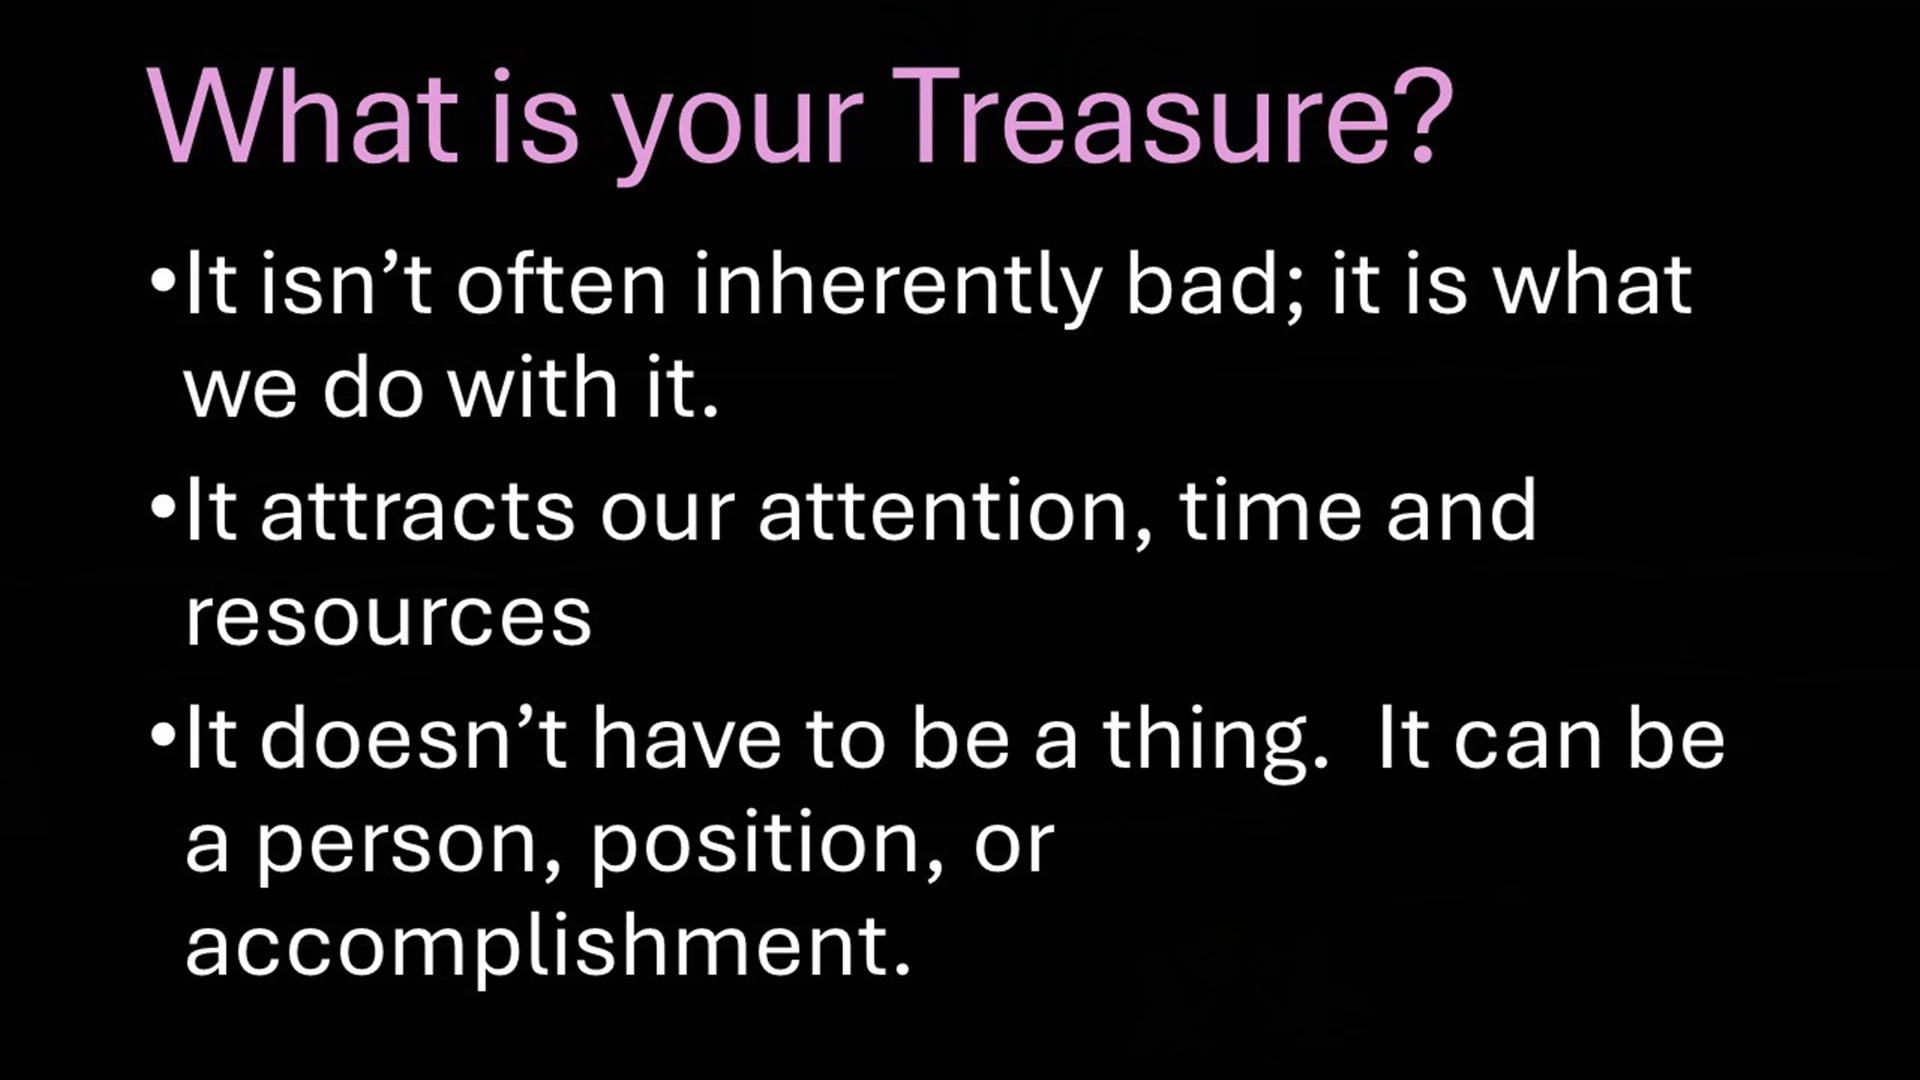 What is your Treasure?
•It isn’t often inherently bad; it is what
we do with it.
•It attracts our attention, time and
resources
•It doesn’t have to be a thing.  It can be
a person, position, or
accomplishment.